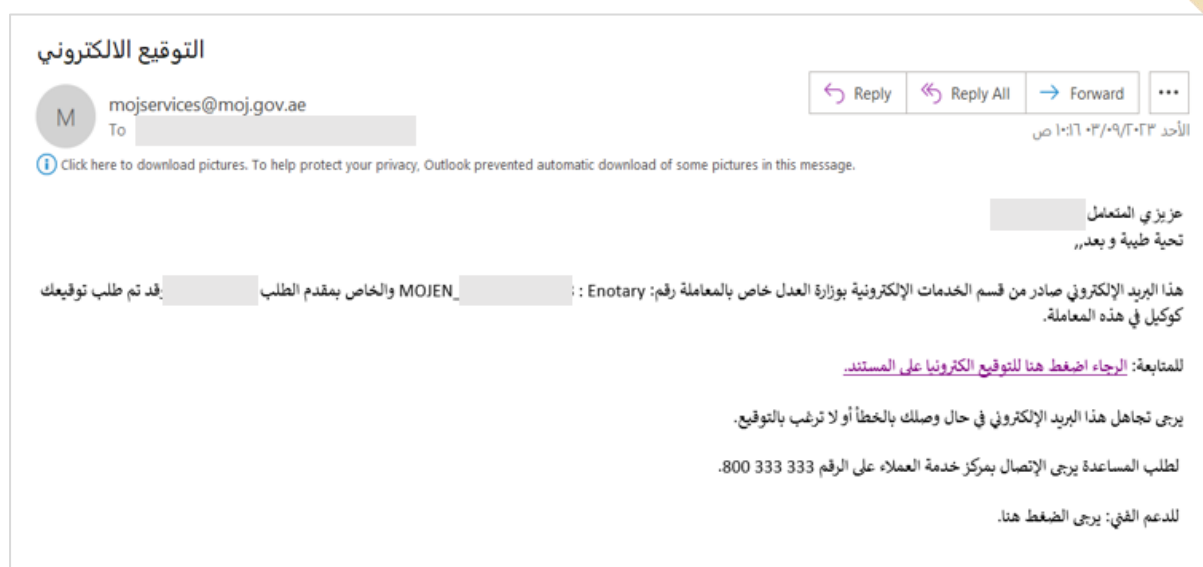 التوقيع الالكتروني
M
mojservices@moj.gov.ae
To
Reply
Reply All
Forward
الأحد ٠٣/٠٩/٢٠٢٣ ١٠:١٦ ص
Click here to download pictures. To help protect your privacy, Outlook prevented automatic download of some pictures in this message.
عزيزي المتعامل
تحية طيبة و بعد,,
هذا البريد الإلكتروني صادر من قسم الخدمات الإلكترونية بوزارة العدل خاص بالمعاملة رقم: Enotary : MOJEN_ والخاص بمقدم الطلب وقد تم طلب توقيعك
كوكيل في هذه المعاملة.
للمتابعة: الرجاء اضغط هنا للتوقيع الكترونيا على المستند.
يرجى تجاهل هذا البريد الإلكتروني في حال وصلك بالخطأ أو لا ترغب بالتوقيع.
لطلب المساعدة يرجى الإتصال بمركز خدمة العملاء على الرقم 333 333 800.
للدعم الفني: يرجى الضغط هنا.